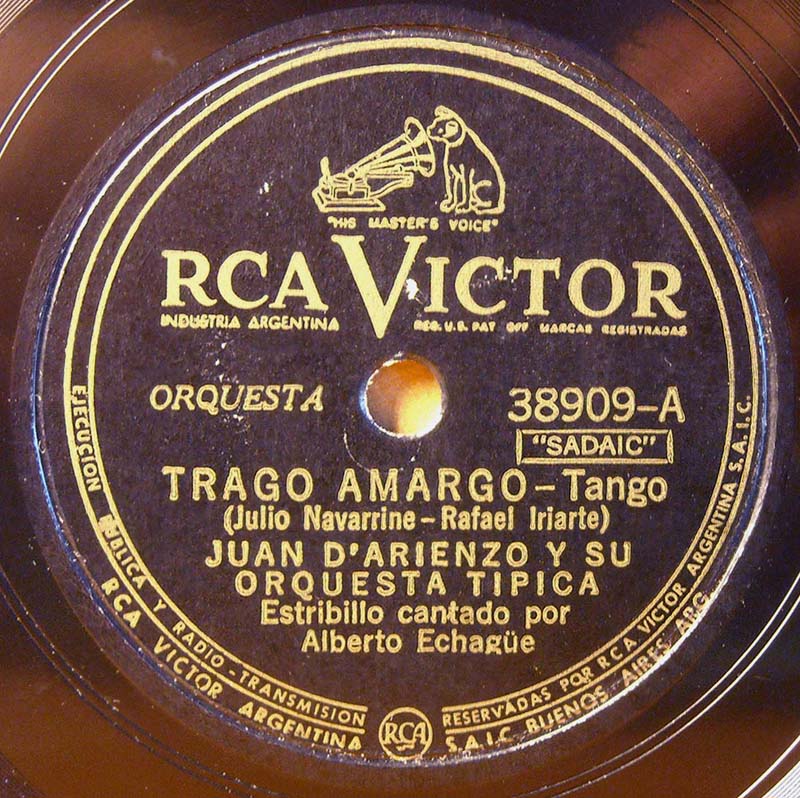 "HIS MASTER'S VOICE"
RCA VICTOR
INDUSTRIA ARGENTINA
REG. U.S. PAT OFF MARCAS REGISTRADAS
ORQUESTA
38909-A
"SADAIC"
TRAGO AMARGO-Tango
(Julio Navarrine-Rafael Iriarte)
JUAN D'ARIENZO Y SU
ORQUESTA TIPICA
Estribillo cantado por
Alberto Echagüe
EJECUCION PUBLICA Y RADIO-TRANSMISION RESERVADAS POR RCA VICTOR ARGENTINA S.A.I.C.
RCA VICTOR ARGENTINA S.A.I.C. BUENOS AIRES ARG.
RCA